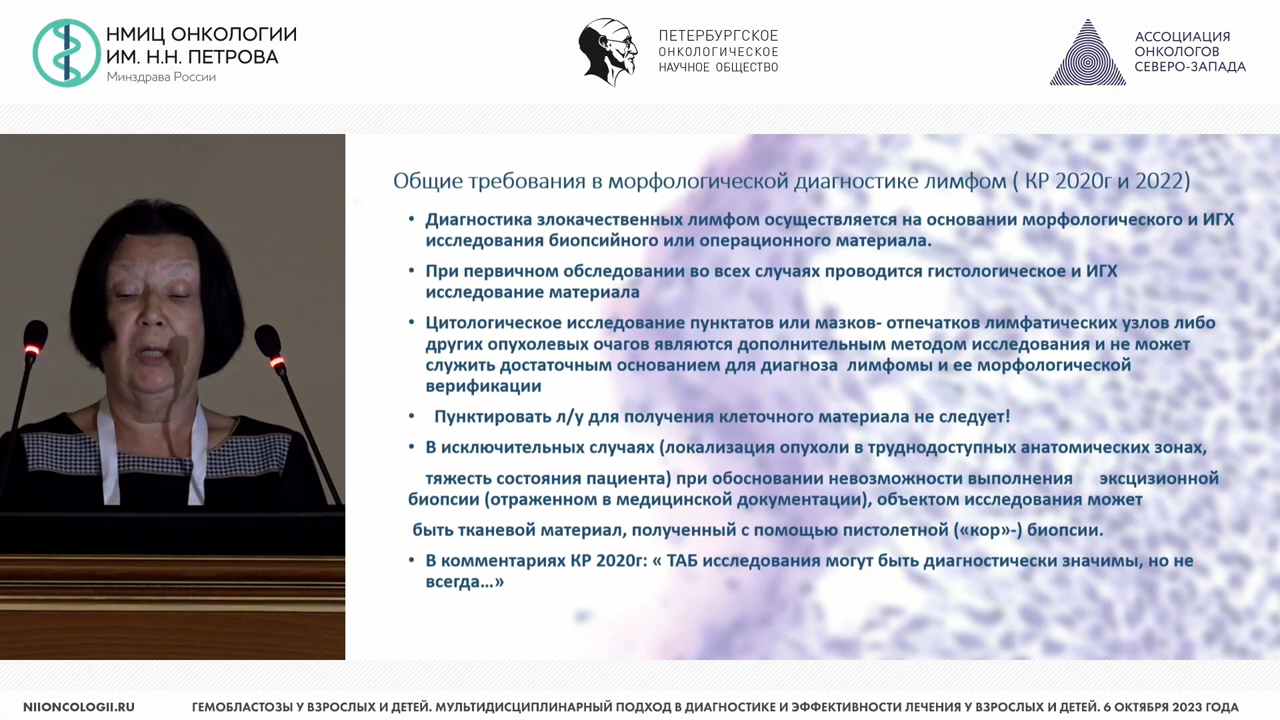 НМИЦ ОНКОЛОГИИ
ИМ. Н.Н. ПЕТРОВА
Минздрава России
ПЕТЕРБУРГСКОЕ
ОНКОЛОГИЧЕСКОЕ
НАУЧНОЕ ОБЩЕСТВО
АССОЦИАЦИЯ
ОНКОЛОГОВ
СЕВЕРО-ЗАПАДА
Общие требования в морфологической диагностике лимфом ( КР 2020г и 2022)
• Диагностика злокачественных лимфом осуществляется на основании морфологического и ИГХ
исследования биопсийного или операционного материала.
• При первичном обследовании во всех случаях проводится гистологическое и ИГХ
исследование материала
• Цитологическое исследование пунктатов или мазков- отпечатков лимфатических узлов либо
других опухолевых очагов являются дополнительным методом исследования и не может
служить достаточным основанием для диагноза лимфомы и ее морфологической
верификации
• Пунктировать л/у для получения клеточного материала не следует!
• В исключительных случаях (локализация опухоли в труднодоступных анатомических зонах,
тяжесть состояния пациента) при обосновании невозможности выполнения эксцизионной
биопсии (отраженном в медицинской документации), объектом исследования может
быть тканевой материал, полученный с помощью пистолетной («кор»-) биопсии.
• В комментариях КР 2020г: « ТАБ исследования могут быть диагностически значимы, но не
всегда...»
NIIONCOLOGII.RU
ГЕМОБЛАСТОЗЫ У ВЗРОСЛЫХ И ДЕТЕЙ. МУЛЬТИДИСЦИПЛИНАРНЫЙ ПОДХОД В ДИАГНОСТИКЕ И ЭФФЕКТИВНОСТИ ЛЕЧЕНИЯ У ВЗРОСЛЫХ И ДЕТЕЙ. 6 ОКТЯБРЯ 2023 ГОДА